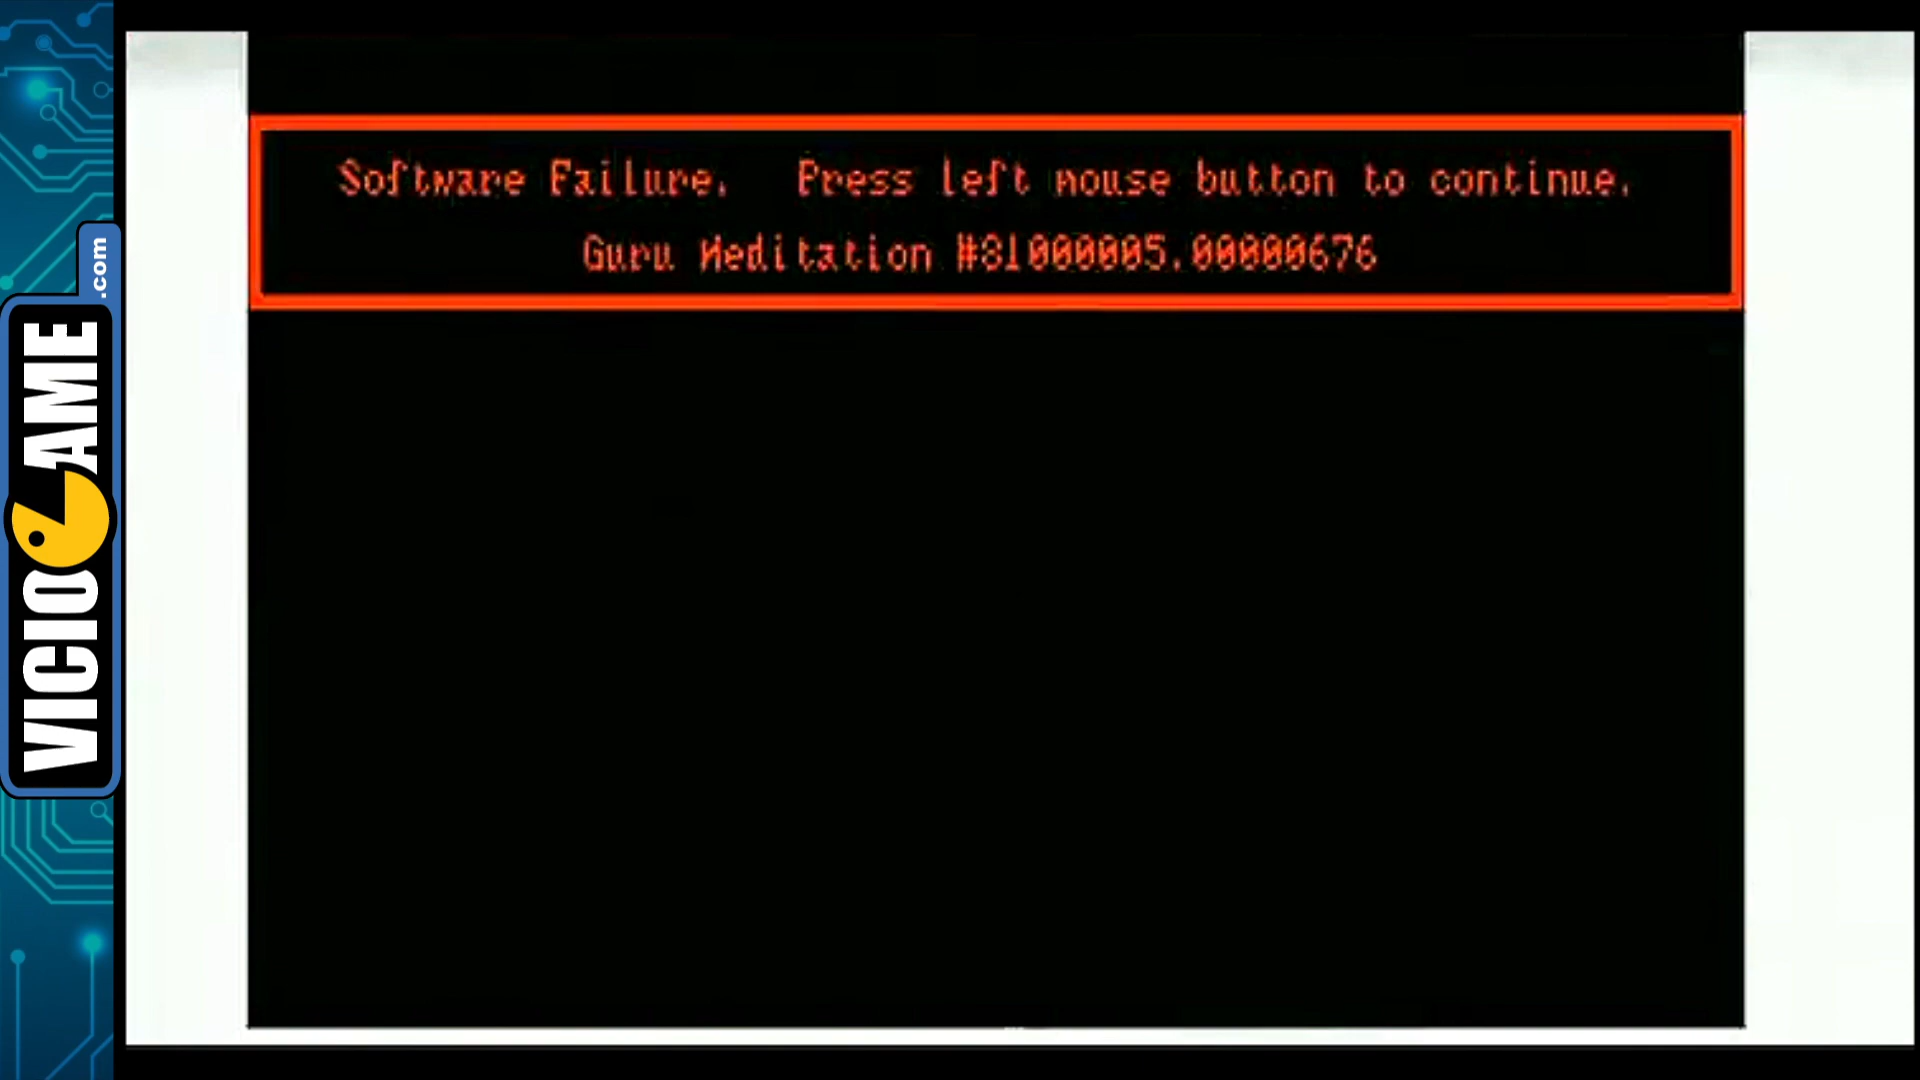 Software Failure.   Press left mouse button to continue.
Guru Meditation #81000005.00000676
VICIOGAME.com